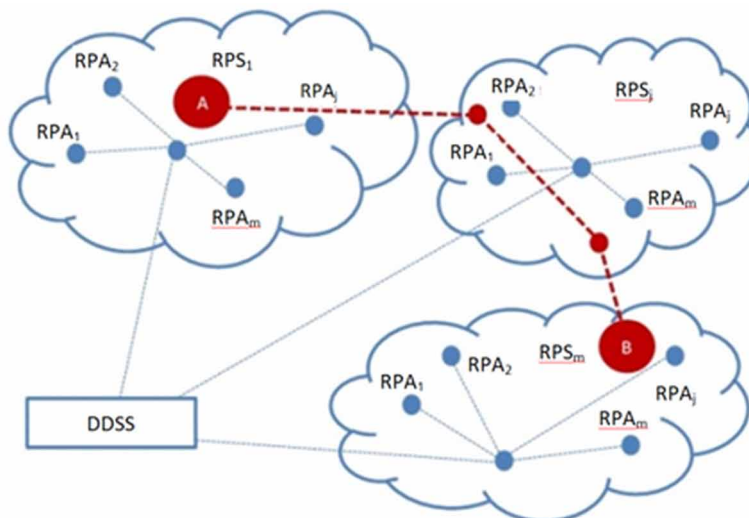 RPA₂
RPS₁
A
RPAⱼ
RPA₁
RPAₘ
RPA₂
RPSⱼ
RPAⱼ
RPA₁
RPAₘ
RPSₘ
B
RPA₂
RPA₁
RPAⱼ
RPAₘ
DDSS